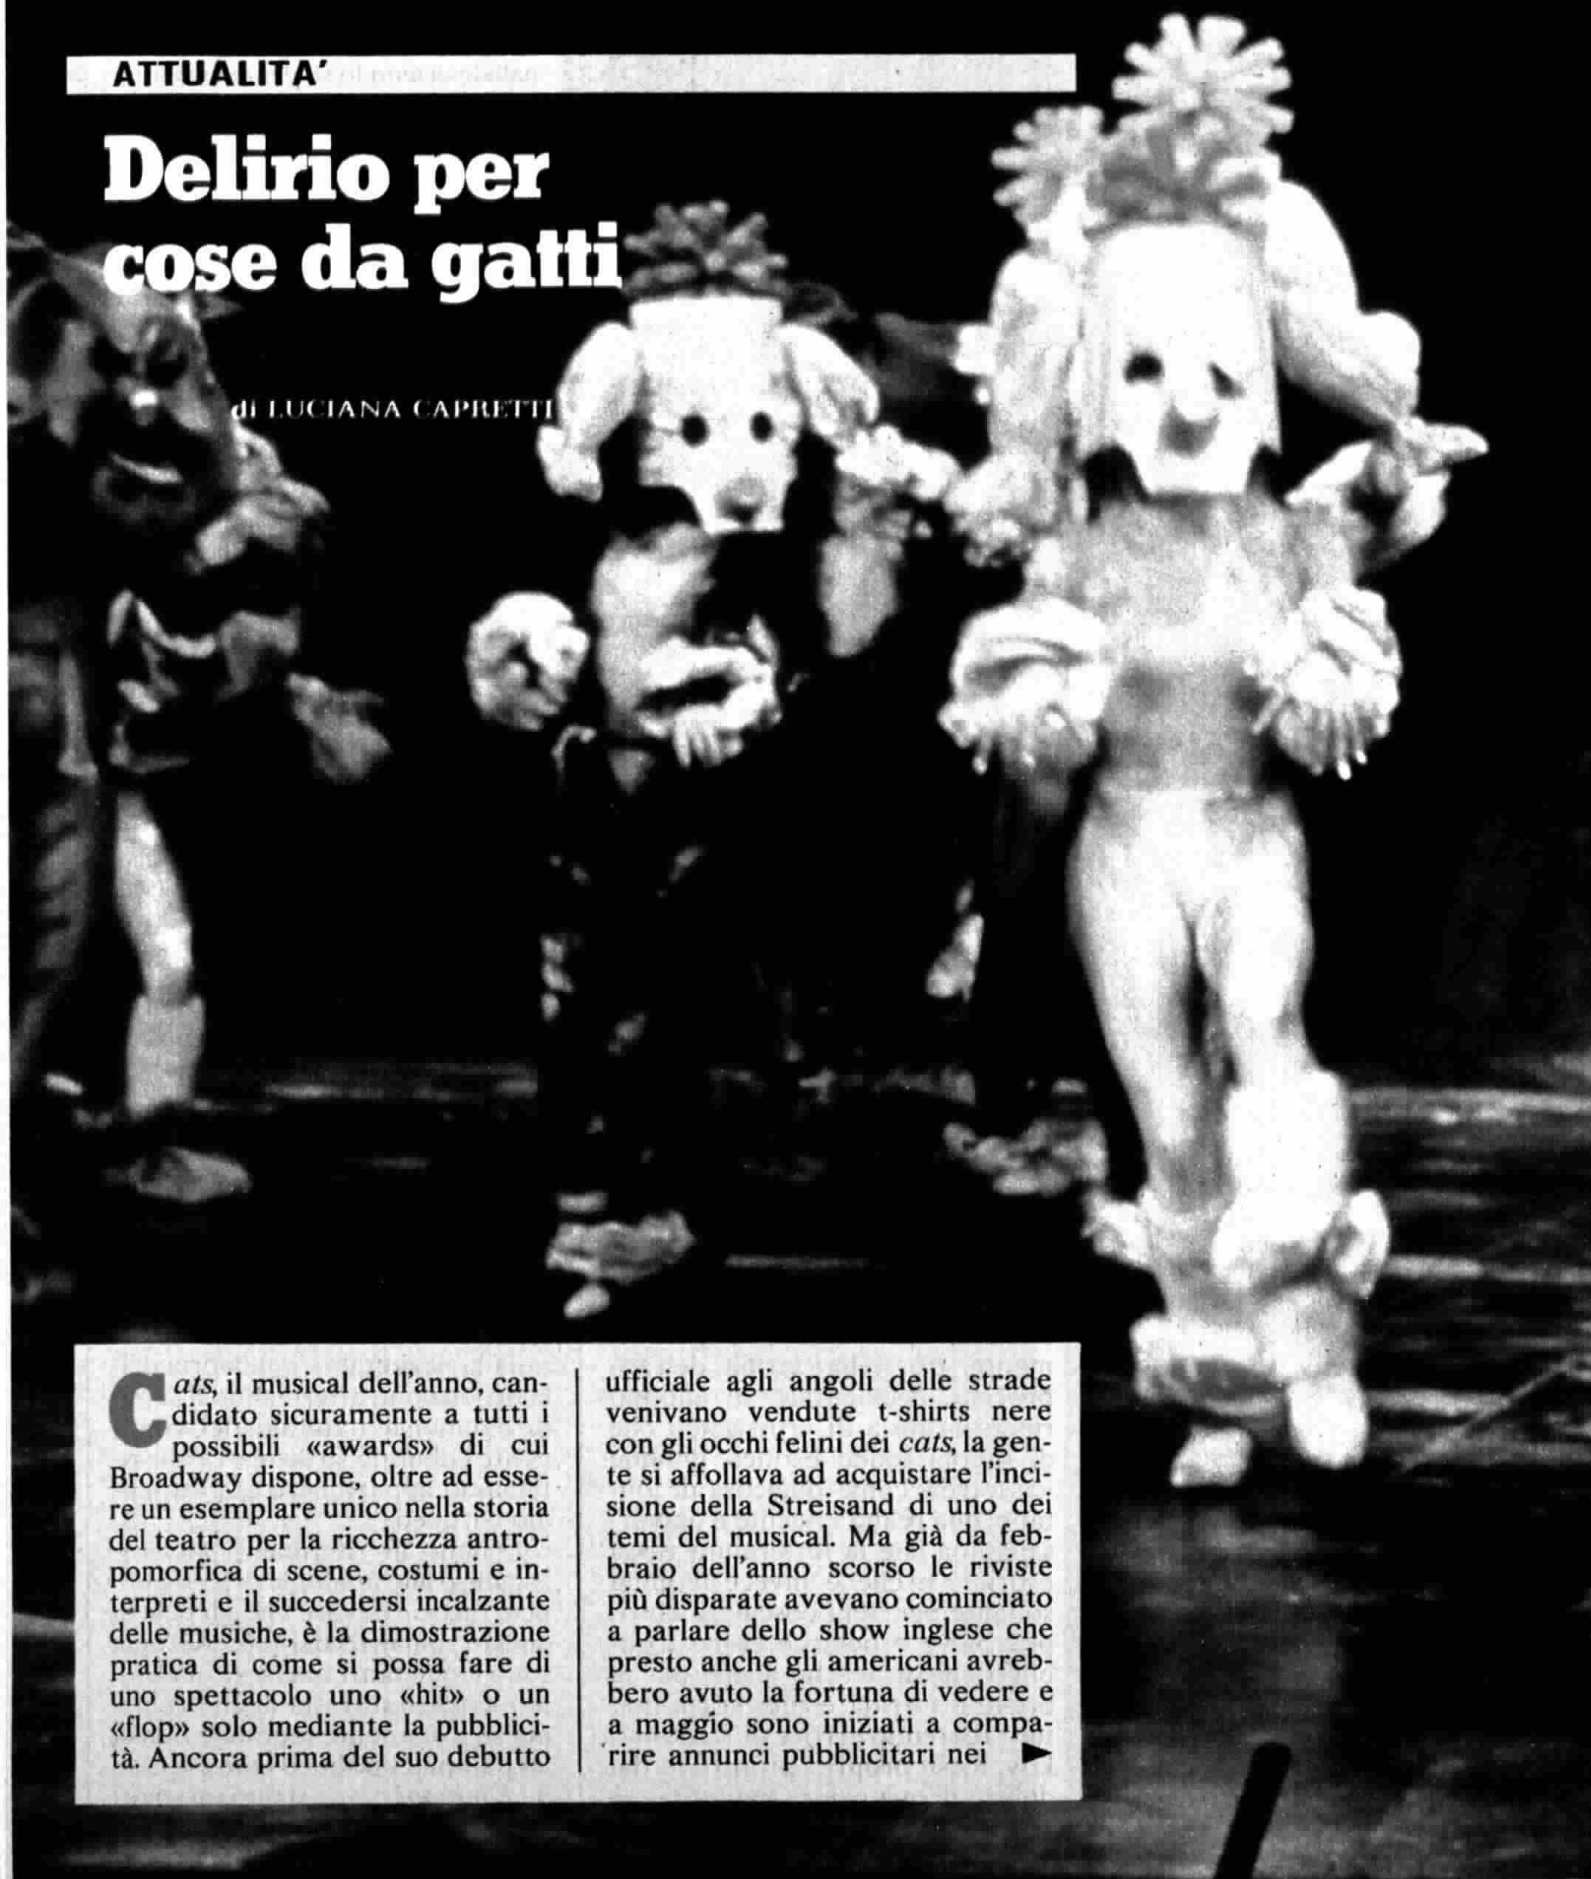 ATTUALITA'
Delirio per
cose da gatti
di LUCIANA CAPRETTI
Cats, il musical dell'anno, can-
didato sicuramente a tutti i
possibili «awards» di cui
Broadway dispone, oltre ad esse-
re un esemplare unico nella storia
del teatro per la ricchezza antro-
pomorfica di scene, costumi e in-
terpreti e il succedersi incalzante
delle musiche, è la dimostrazione
pratica di come si possa fare di
uno spettacolo uno «hit» o un
«flop» solo mediante la pubblici-
tà. Ancora prima del suo debutto
ufficiale agli angoli delle strade
venivano vendute t-shirts nere
con gli occhi felini dei cats, la gen-
te si affollava ad acquistare l'inci-
sione della Streisand di uno dei
temi del musical. Ma già da feb-
braio dell'anno scorso le riviste
più disparate avevano cominciato
a parlare dello show inglese che
presto anche gli americani avreb-
bero avuto la fortuna di vedere e
a maggio sono iniziati a compa-
rire annunci pubblicitari nei ►